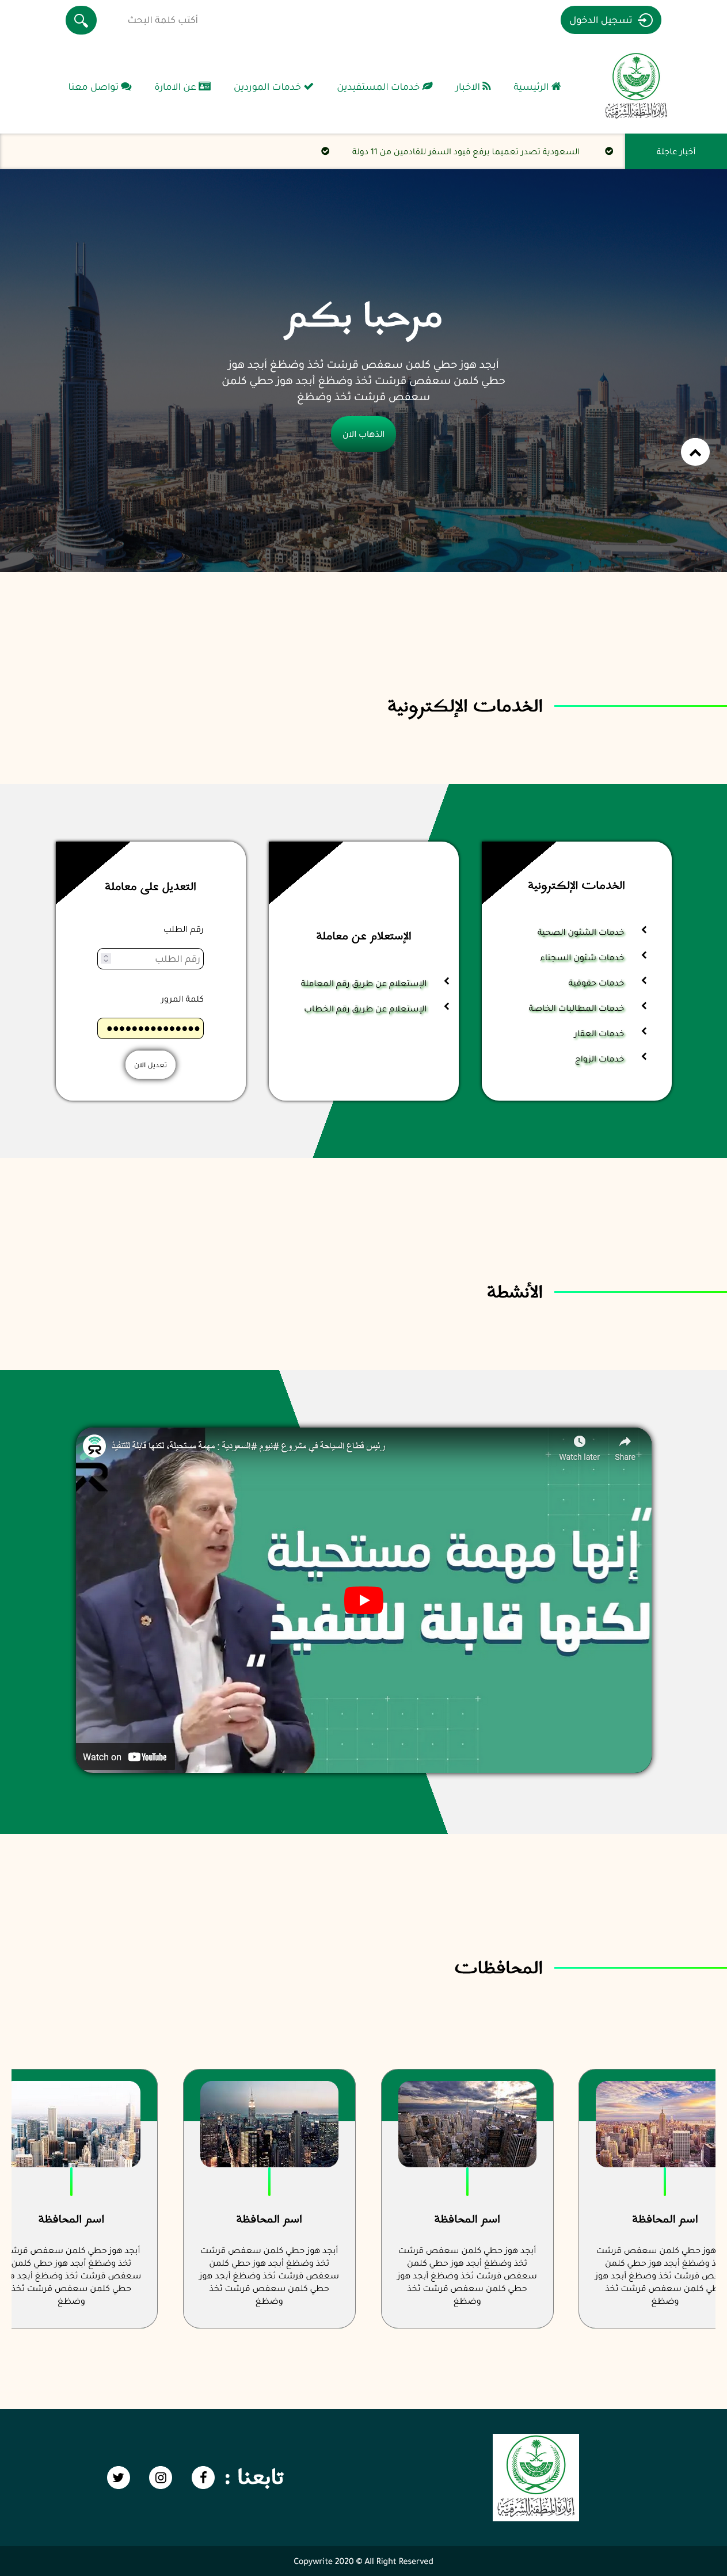 تسجيل الدخول
أكتب كلمة البحث
إمارة المنطقة الشرقية
الرئيسية
الاخبار
خدمات المستفيدين
خدمات الموردين
عن الامارة
تواصل معنا
أخبار عاجلة
السعودية تصدر تعميما برفع قيود السفر للقادمين من 11 دولة
مرحبا بكم
أبجد هوز حطي كلمن سعفص قرشت ثخذ وضظغ أبجد هوز
حطي كلمن سعفص قرشت ثخذ وضظغ أبجد هوز حطي كلمن
سعفص قرشت ثخذ وضظغ
الذهاب الان
الخدمات الإلكترونية
الخدمات الإلكترونية
خدمات الشئون الصحية
خدمات شئون السجناء
خدمات حقوقية
خدمات المطالبات الخاصة
خدمات العقار
خدمات الزواج
الإستعلام عن معاملة
الإستعلام عن طريق رقم المعاملة
الإستعلام عن طريق رقم الخطاب
التعديل على معاملة
رقم الطلب
رقم الطلب
كلمة المرور
تعديل الان
الأنشطة
رئيس قطاع السياحة في مشروع #نيوم #السعودية : مهمة مستحيلة، لكنها قابلة للتنفيذ
Watch later
Share
"إنها مهمة مستحيلة
لكنها قابلة للتنفيذ"
Watch on YouTube
المحافظات
اسم المحافظة
هوز حطي كلمن سعفص قرشت
وضظغ أبجد هوز حطي كلمن
قرشت ثخذ وضظغ أبجد هوز
كلمن سعفص قرشت ثخذ
وضظغ
اسم المحافظة
أبجد هوز حطي كلمن سعفص قرشت
ثخذ وضظغ أبجد هوز حطي كلمن
سعفص قرشت ثخذ وضظغ أبجد هوز
حطي كلمن سعفص قرشت ثخذ
وضظغ
اسم المحافظة
أبجد هوز حطي كلمن سعفص قرشت
ثخذ وضظغ أبجد هوز حطي كلمن
سعفص قرشت ثخذ وضظغ أبجد هوز
حطي كلمن سعفص قرشت ثخذ
وضظغ
اسم المحافظة
أبجد هوز حطي كلمن سعفص
ثخذ وضظغ أبجد هوز حطي كلمن
سعفص قرشت ثخذ وضظغ أبجد
حطي كلمن سعفص قرشت ثخذ
وضظغ
إمارة المنطقة الشرقية
تابعنا :
Copywrite 2020 © All Right Reserved